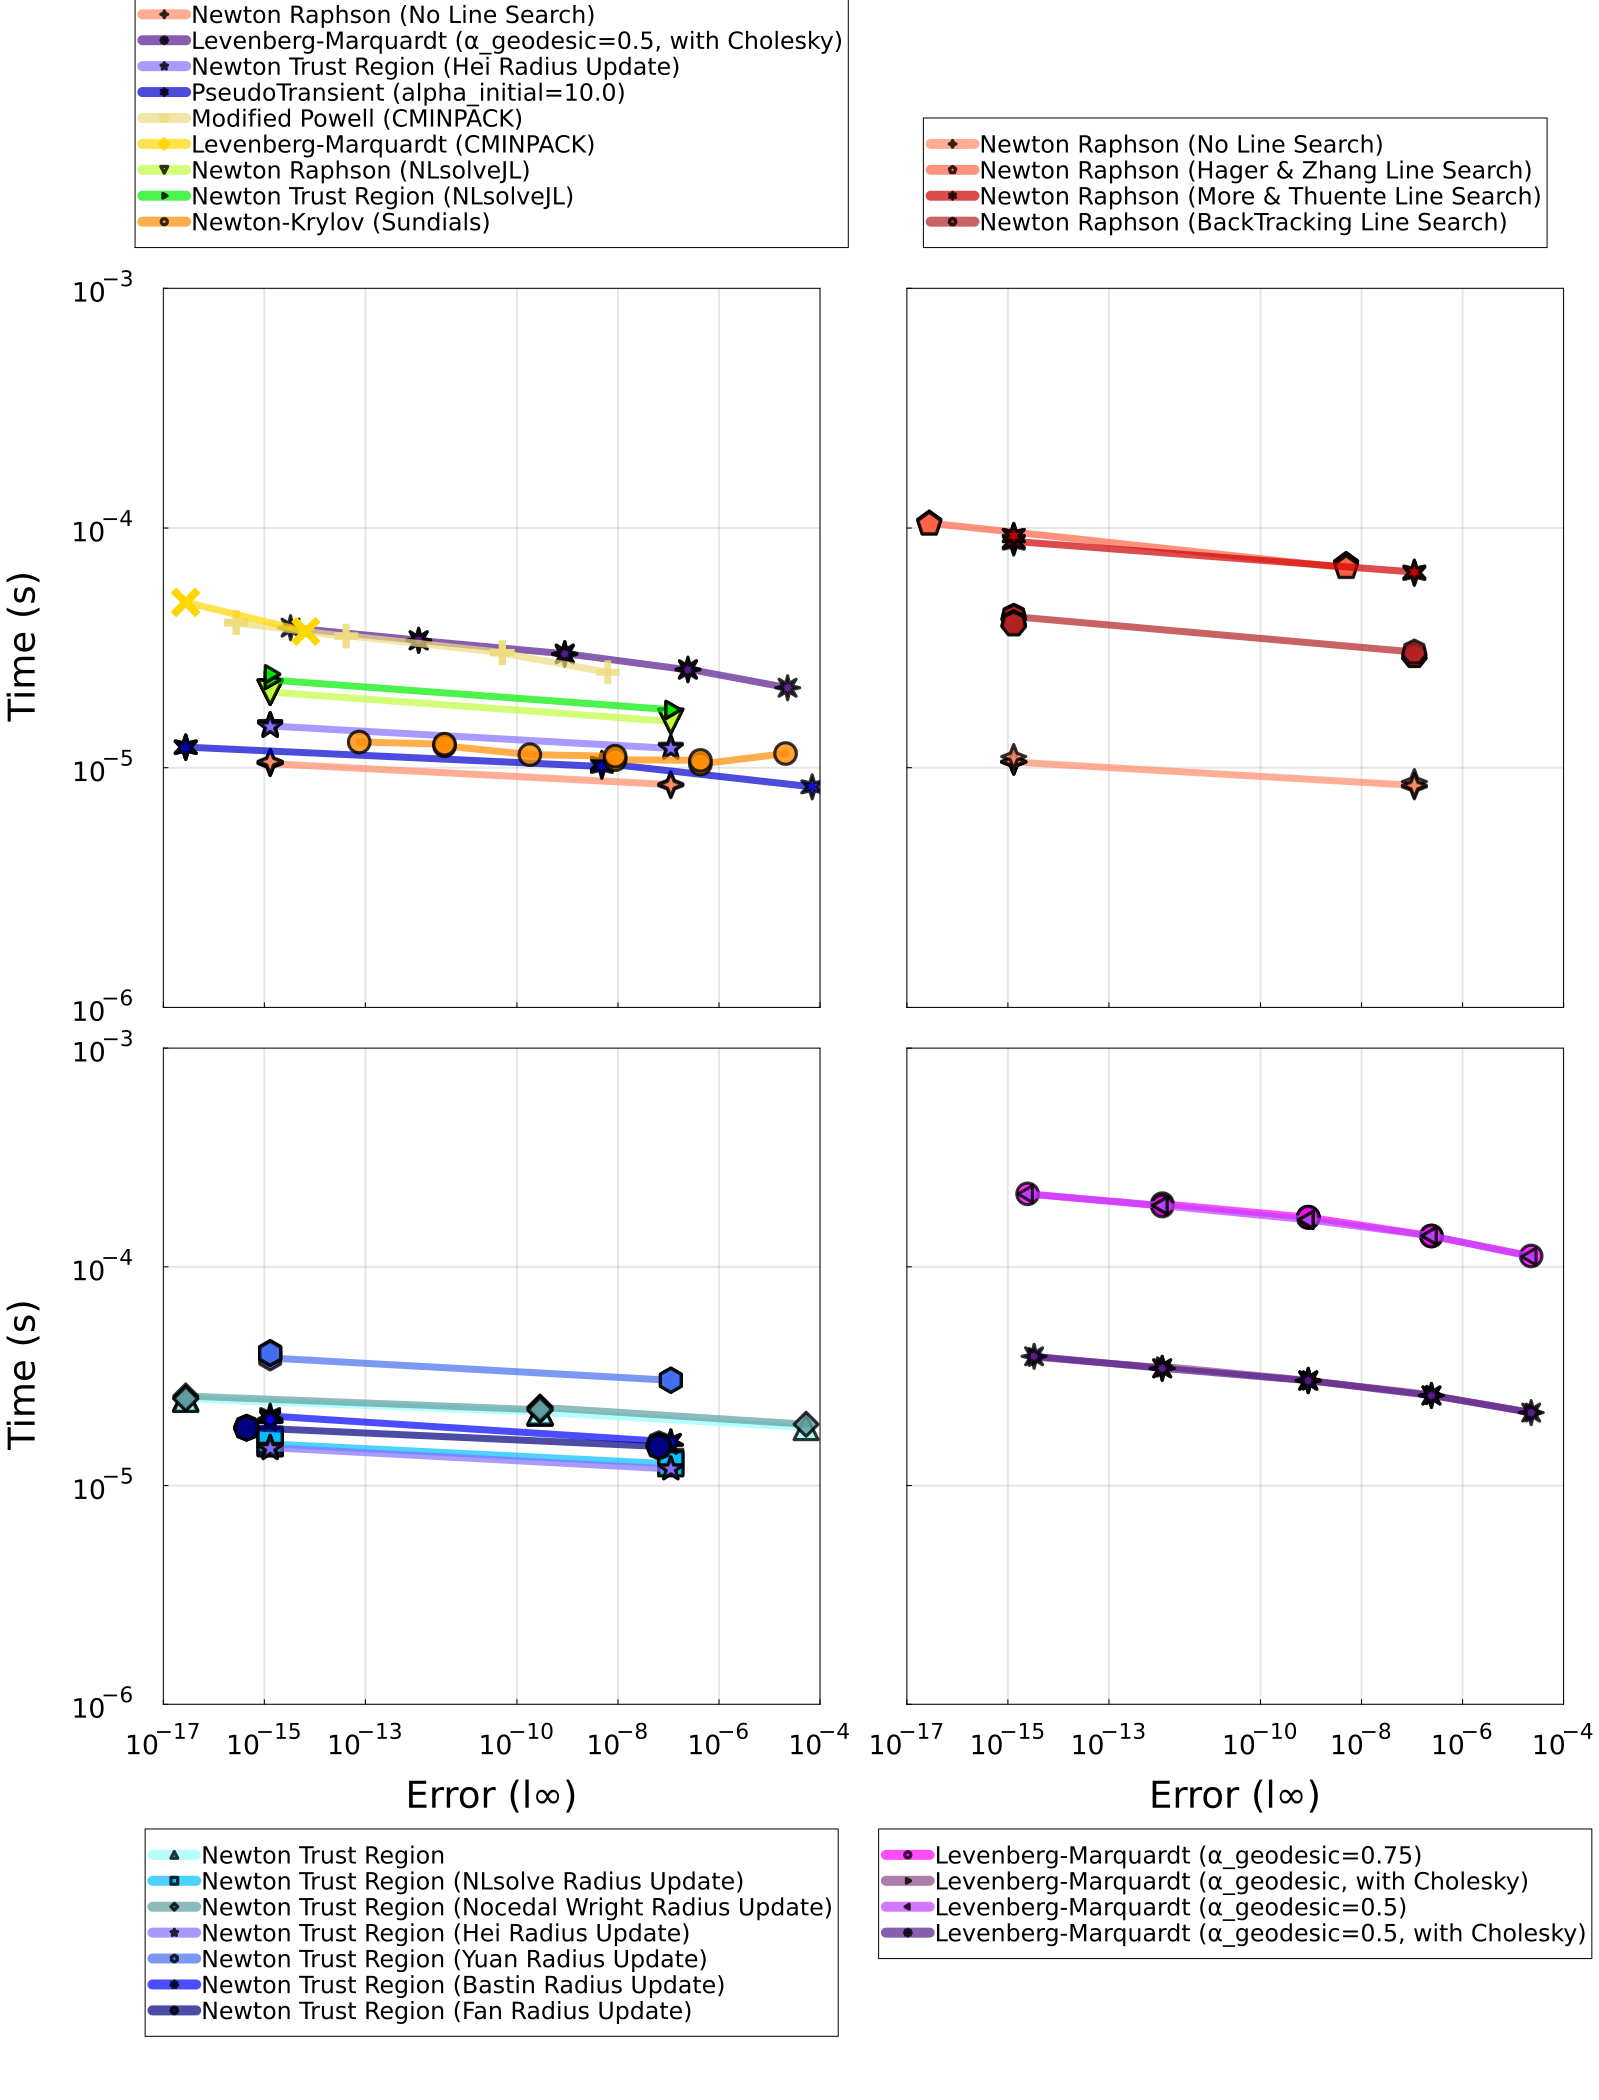 Newton Raphson (No Line Search)
Levenberg-Marquardt (α_geodesic=0.5, with Cholesky)
Newton Trust Region (Hei Radius Update)
PseudoTransient (alpha_initial=10.0)
Modified Powell (CMINPACK)
Levenberg-Marquardt (CMINPACK)
Newton Raphson (NLsolveJL)
Newton Trust Region (NLsolveJL)
Newton-Krylov (Sundials)
Newton Raphson (No Line Search)
Newton Raphson (Hager & Zhang Line Search)
Newton Raphson (More & Thuente Line Search)
Newton Raphson (BackTracking Line Search)
10⁻³
10⁻⁴
10⁻⁵
10⁻⁶
Time (s)
10⁻³
10⁻⁴
10⁻⁵
10⁻⁶
Time (s)
10⁻¹⁷ 10⁻¹⁵ 10⁻¹³ 10⁻¹⁰ 10⁻⁸ 10⁻⁶ 10⁻⁴
10⁻¹⁷ 10⁻¹⁵ 10⁻¹³ 10⁻¹⁰ 10⁻⁸ 10⁻⁶ 10⁻⁴
Error (l∞)
Error (l∞)
Newton Trust Region
Newton Trust Region (NLsolve Radius Update)
Newton Trust Region (Nocedal Wright Radius Update)
Newton Trust Region (Hei Radius Update)
Newton Trust Region (Yuan Radius Update)
Newton Trust Region (Bastin Radius Update)
Newton Trust Region (Fan Radius Update)
Levenberg-Marquardt (α_geodesic=0.75)
Levenberg-Marquardt (α_geodesic, with Cholesky)
Levenberg-Marquardt (α_geodesic=0.5)
Levenberg-Marquardt (α_geodesic=0.5, with Cholesky)